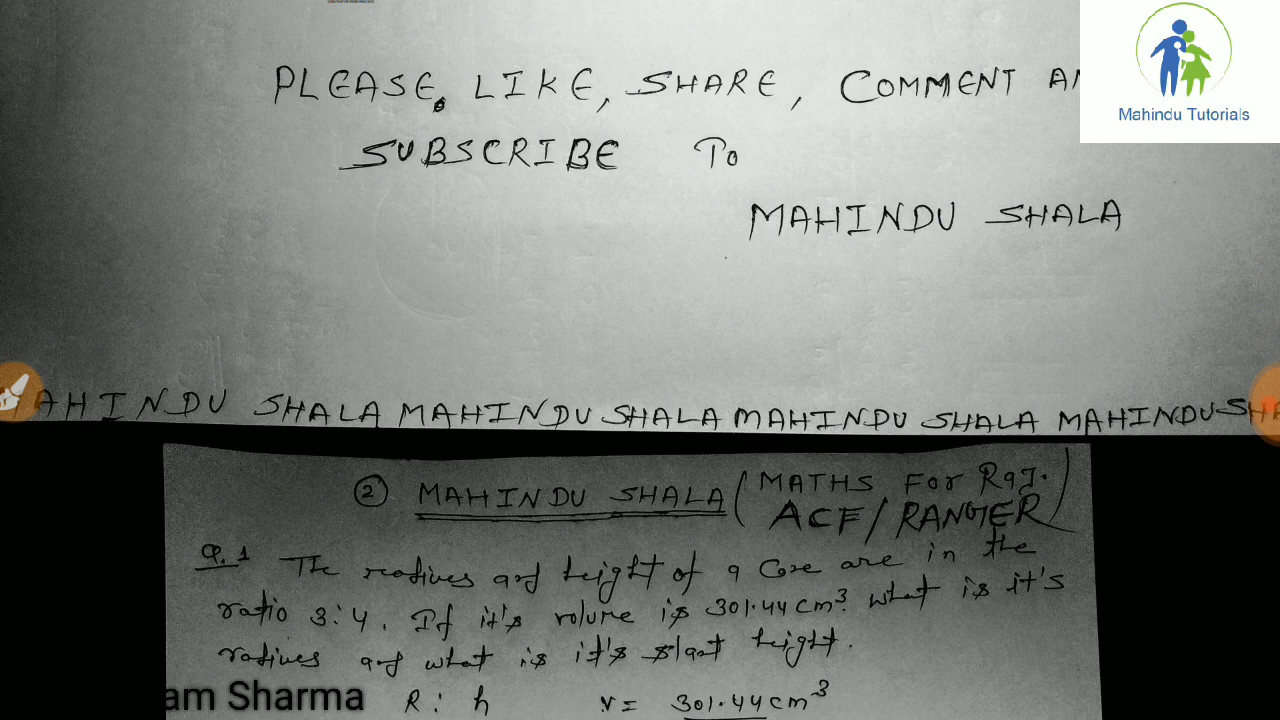 PLEASE, LIKE, SHARE, COMMENT AN
SUBSCRIBE To
MAHINDU SHALA
Mahindu Tutorials
AHINDU SHALA MAHINDU SHALA MAHINDU SHALA MAHINDU SHA
② MAHINDU SHALA (MATHS For Raj.
ACF/RANGER)
Q.1 The radius and height of a Cone are in the
ratio 3:4. If it's volume is 301.44 cm³. what is it's
radius and what is it's slant height.
am Sharma
R : h V = 301.44 cm³